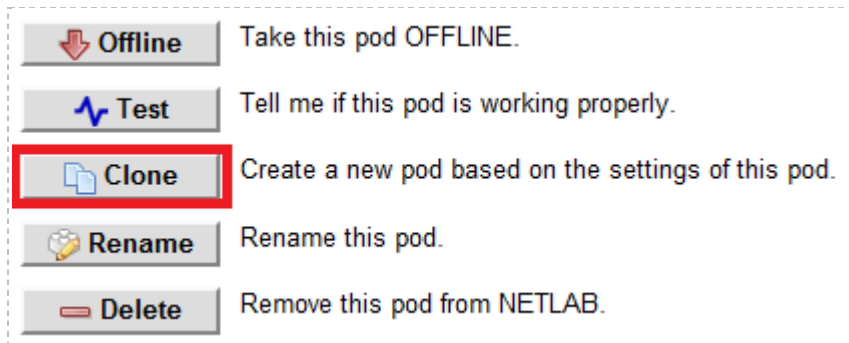 Offline Take this pod OFFLINE.
Test Tell me if this pod is working properly.
Clone Create a new pod based on the settings of this pod.
Rename Rename this pod.
Delete Remove this pod from NETLAB.